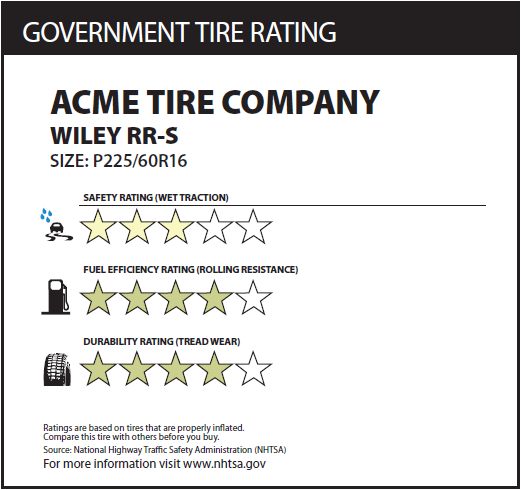 GOVERNMENT TIRE RATING
ACME TIRE COMPANY
WILEY RR-S
SIZE: P225/60R16
SAFETY RATING (WET TRACTION)
FUEL EFFICIENCY RATING (ROLLING RESISTANCE)
DURABILITY RATING (TREAD WEAR)
Ratings are based on tires that are properly inflated.
Compare this tire with others before you buy.
Source: National Highway Traffic Safety Administration (NHTSA)
For more information visit www.nhtsa.gov